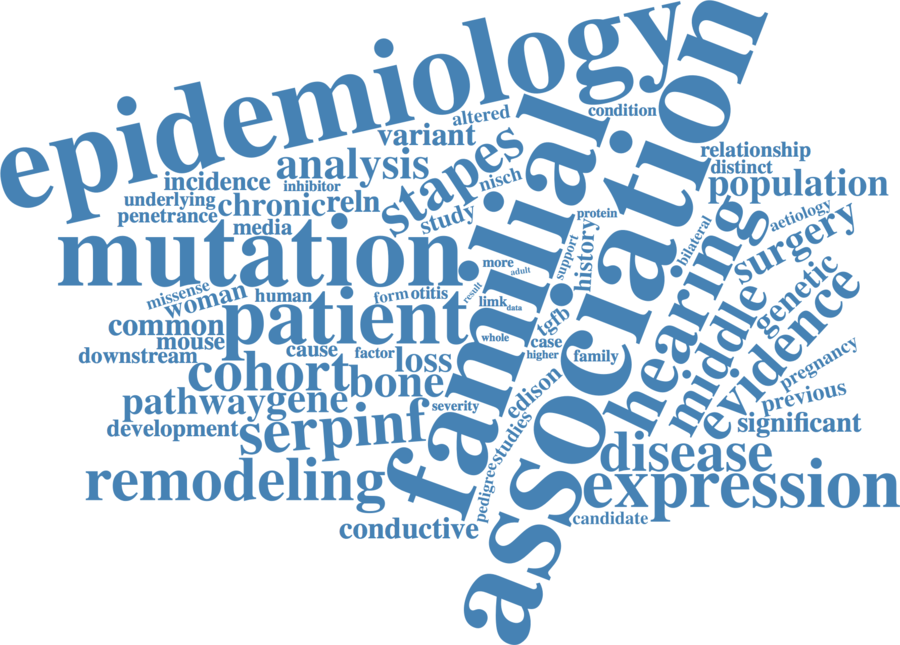 epidemiology
association
familial
condition
altered
variant
relationship
distinct
population
analysis
stapes
nisch
incidence
inhibitor
underlying
penetrance
chronic
reln
study
media
mutation
protein
history
support
bilateral
aetiology
surgery
hearing
more
adult
result
missense
woman
human
form
otitis
limk
data
tgfb
middle
genetic
evidence
common
mouse
downstream
patient
cause
factor
loss
whole
case
higher
family
pregnancy
previous
significant
cohort
bone
edison
pathway
gene
severity
development
serpinf
studies
pedigree
disease
remodeling
expression
conductive
candidate